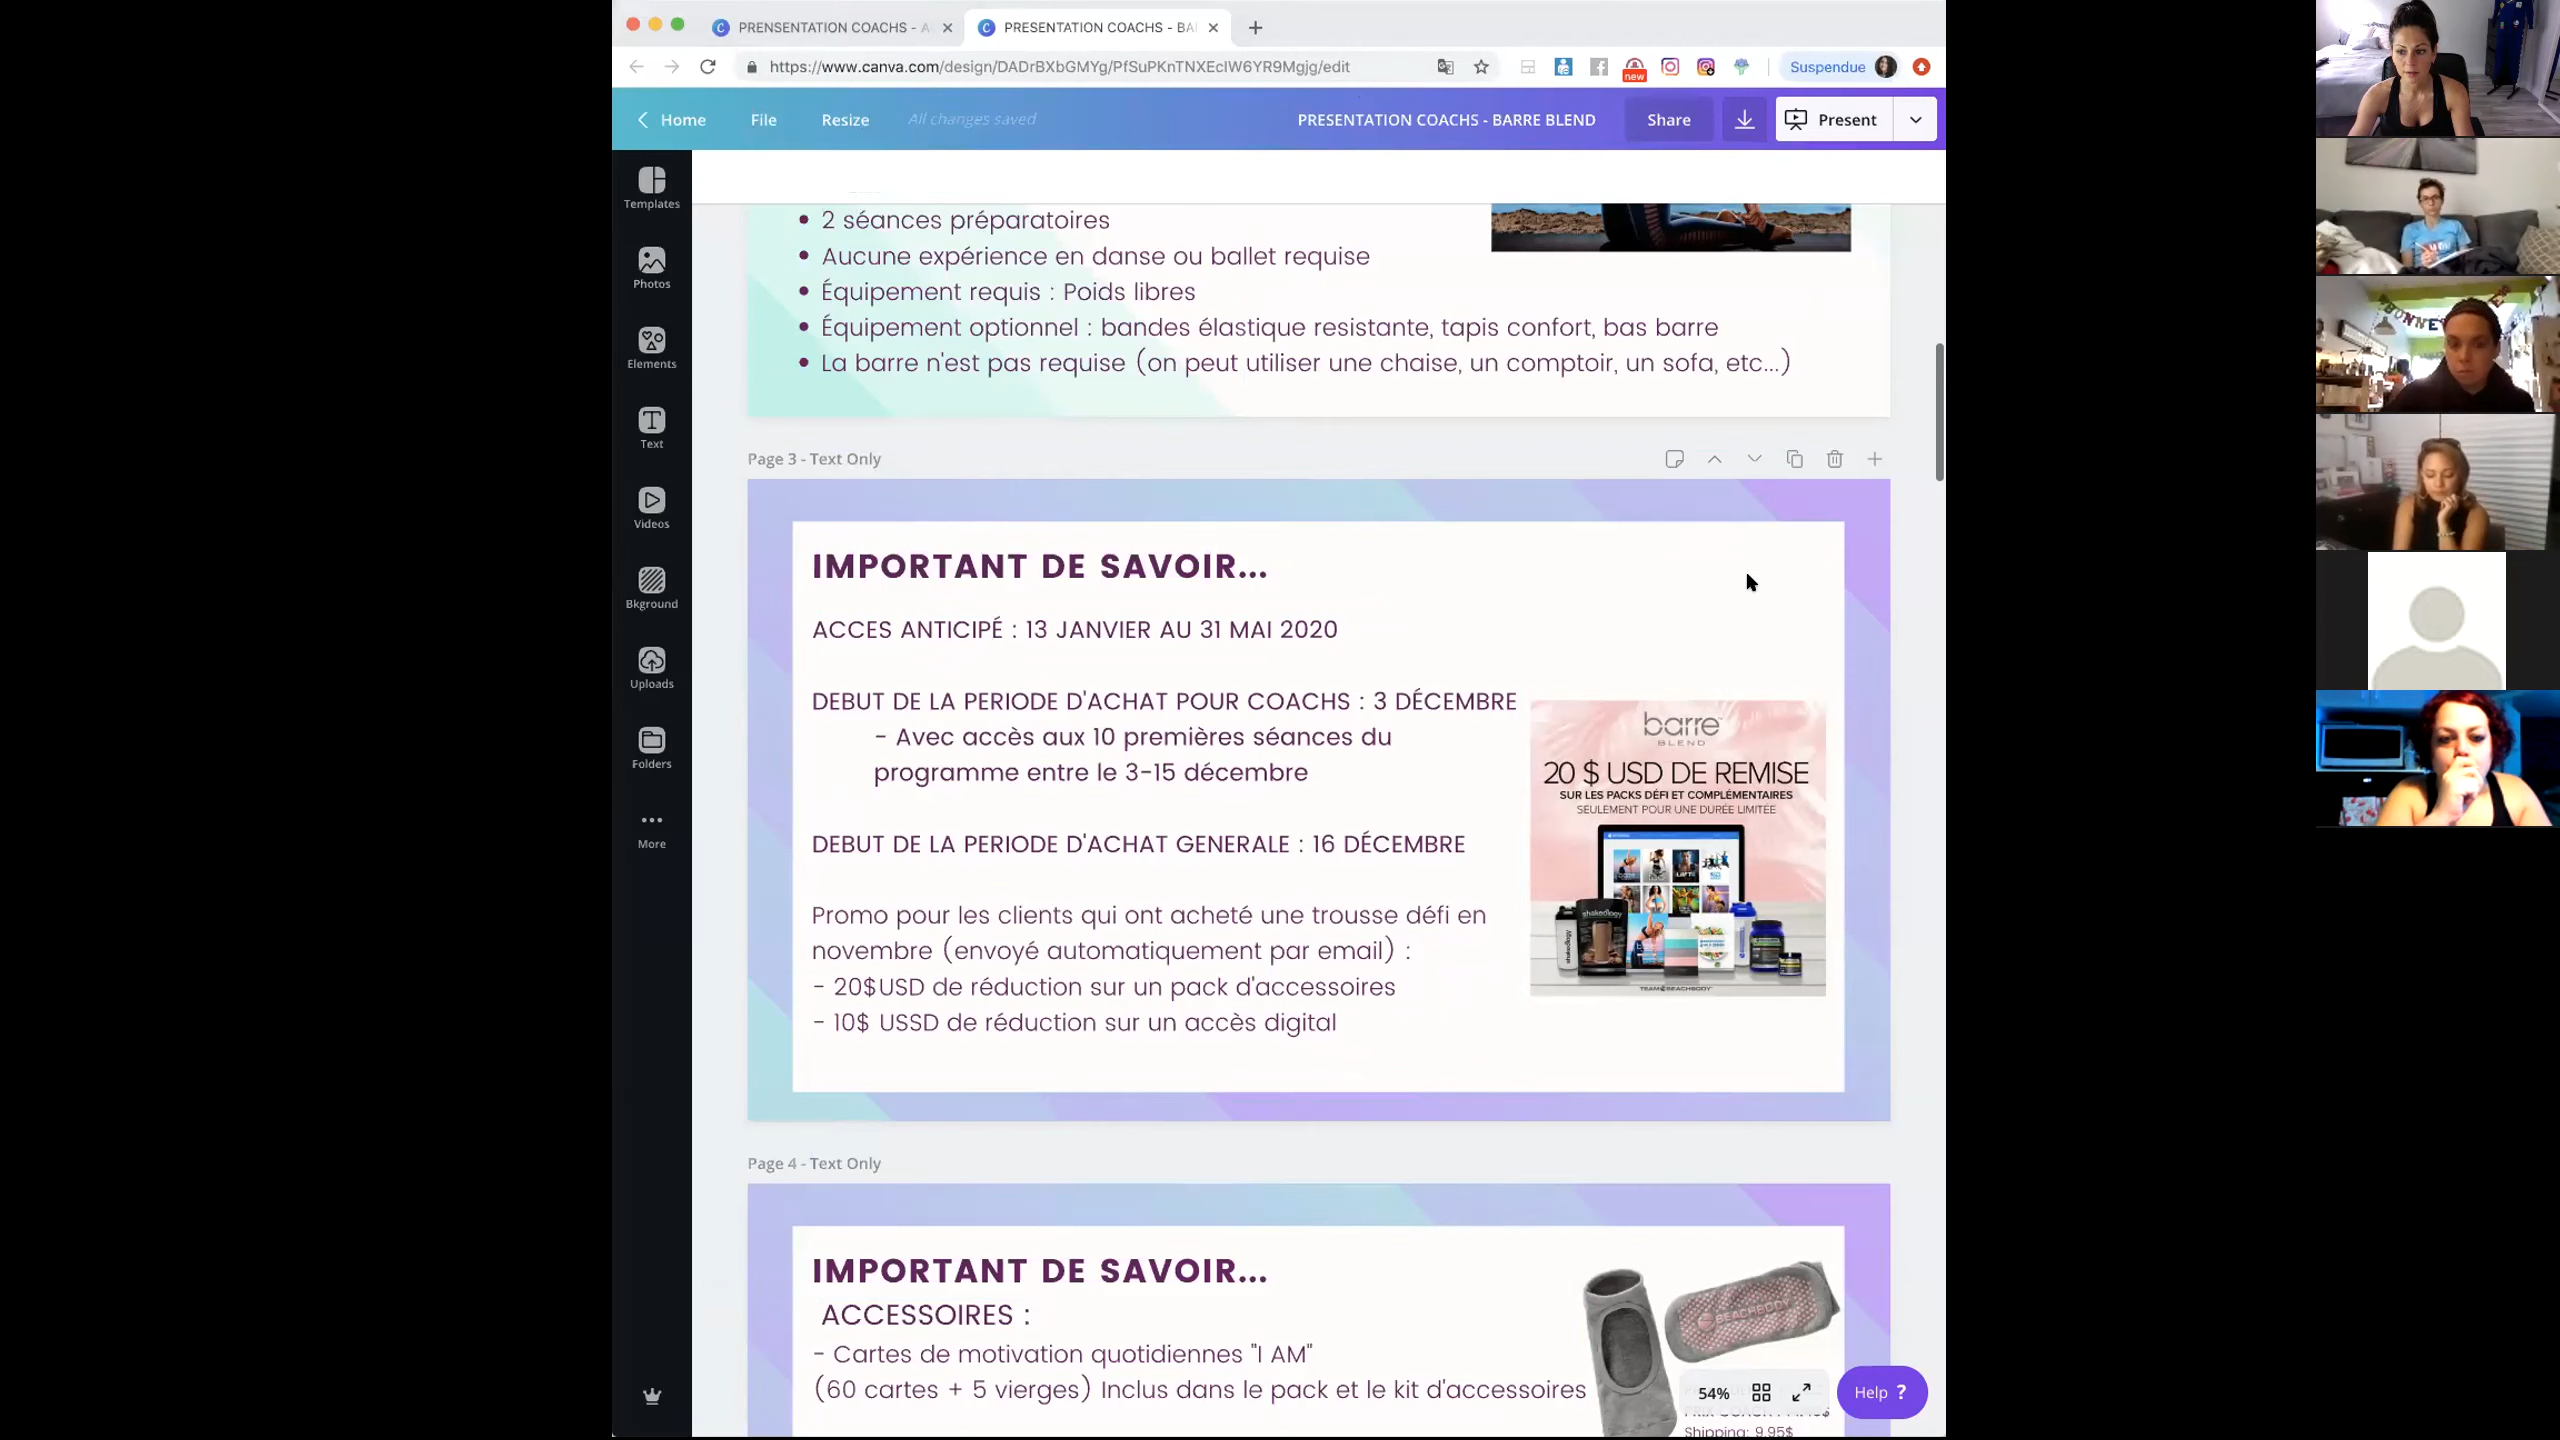 PRENSENTATION COACHS - A
PRESENTATION COACHS - BA
https://www.canva.com/design/DADrBXbGMYg/PfSuPKnTNXEcIW6YR9Mgjg/edit
new
Suspendue
Home
File
Resize
All changes saved
PRESENTATION COACHS - BARRE BLEND
Share
Present
Templates
Photos
Elements
Text
Videos
Bkground
Uploads
Folders
More
• 2 séances préparatoires
• Aucune expérience en danse ou ballet requise
• Équipement requis : Poids libres
• Équipement optionnel : bandes élastique resistante, tapis confort, bas barre
• La barre n'est pas requise (on peut utiliser une chaise, un comptoir, un sofa, etc...)
Page 3 - Text Only
IMPORTANT DE SAVOIR...
ACCES ANTICIPÉ : 13 JANVIER AU 31 MAI 2020
DEBUT DE LA PERIODE D'ACHAT POUR COACHS : 3 DÉCEMBRE
- Avec accès aux 10 premières séances du
programme entre le 3-15 décembre
DEBUT DE LA PERIODE D'ACHAT GENERALE : 16 DÉCEMBRE
Promo pour les clients qui ont acheté une trousse défi en
novembre (envoyé automatiquement par email) :
- 20$USD de réduction sur un pack d'accessoires
- 10$ USSD de réduction sur un accès digital
barre
BLEND
20 $ USD DE REMISE
SUR LES PACKS DÉFI ET COMPLÉMENTAIRES
SEULEMENT POUR UNE DURÉE LIMITÉE
shakeology
TEAM BEACHBODY
Page 4 - Text Only
IMPORTANT DE SAVOIR...
ACCESSOIRES :
- Cartes de motivation quotidiennes "I AM"
(60 cartes + 5 vierges) Inclus dans le pack et le kit d'accessoires
BEACHBODY
Shipping: 9.95$
54%
Help ?